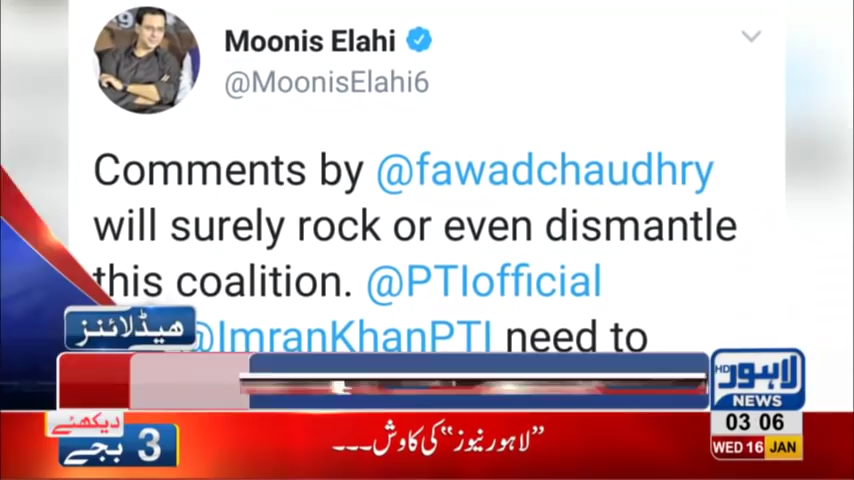 Moonis Elahi
@MoonisElahi6
Comments by @fawadchaudhry
will surely rock or even dismantle
this coalition. @PTIofficial
@ImranKhanPTI need to
ہیڈلائنز
HD لاہور
NEWS
03 06
WED 16 JAN
دیکھئے
3 بجے
”لاہور نیوز“ کی کاوش ۔۔۔